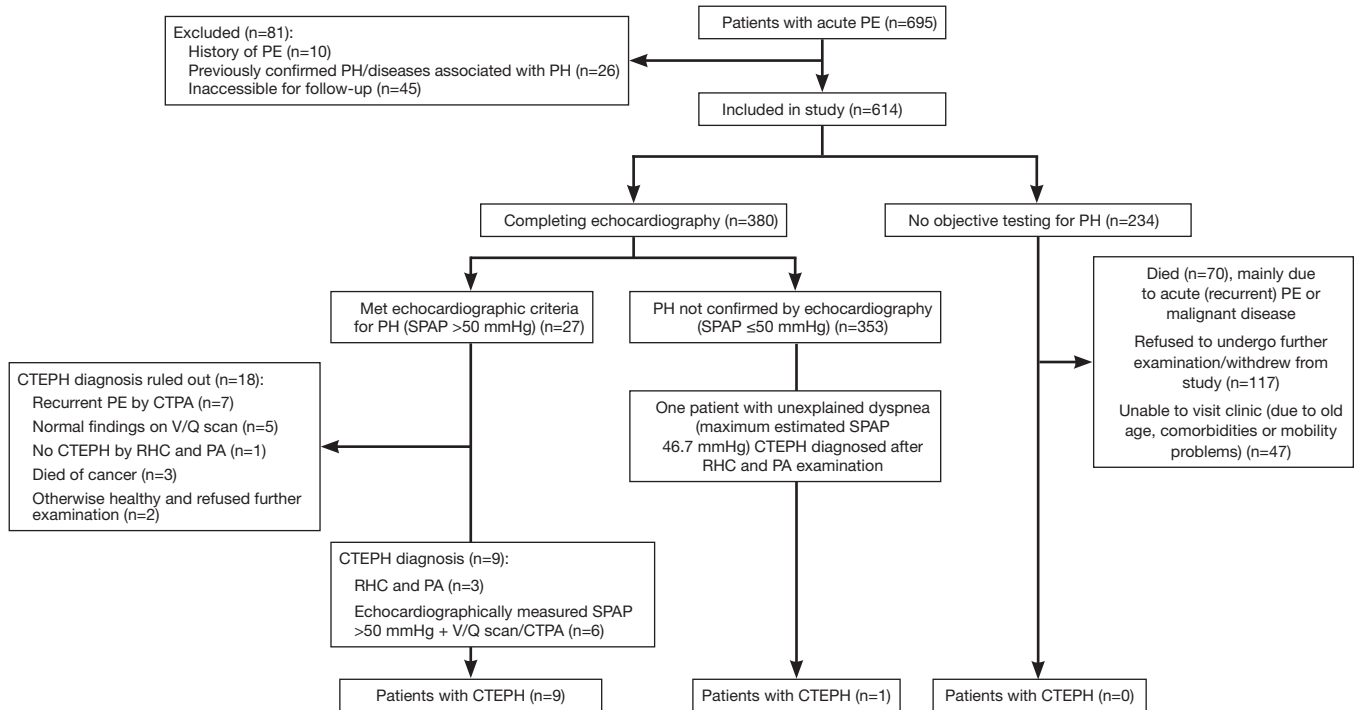 Patients with acute PE (n=695)
Excluded (n=81):
History of PE (n=10)
Previously confirmed PH/diseases associated with PH (n=26)
Inaccessible for follow-up (n=45)
Included in study (n=614)
Completing echocardiography (n=380)
No objective testing for PH (n=234)
Met echocardiographic criteria
for PH (SPAP >50 mmHg) (n=27)
PH not confirmed by echocardiography
(SPAP ≤50 mmHg) (n=353)
Died (n=70), mainly due
to acute (recurrent) PE or
malignant disease
Refused to undergo further
examination/withdrew from
study (n=117)
Unable to visit clinic (due to old
age, comorbidities or mobility
problems) (n=47)
CTEPH diagnosis ruled out (n=18):
Recurrent PE by CTPA (n=7)
Normal findings on V/Q scan (n=5)
No CTEPH by RHC and PA (n=1)
Died of cancer (n=3)
Otherwise healthy and refused further
examination (n=2)
One patient with unexplained dyspnea
(maximum estimated SPAP
46.7 mmHg) CTEPH diagnosed after
RHC and PA examination
CTEPH diagnosis (n=9):
RHC and PA (n=3)
Echocardiographically measured SPAP
>50 mmHg + V/Q scan/CTPA (n=6)
Patients with CTEPH (n=9)
Patients with CTEPH (n=1)
Patients with CTEPH (n=0)